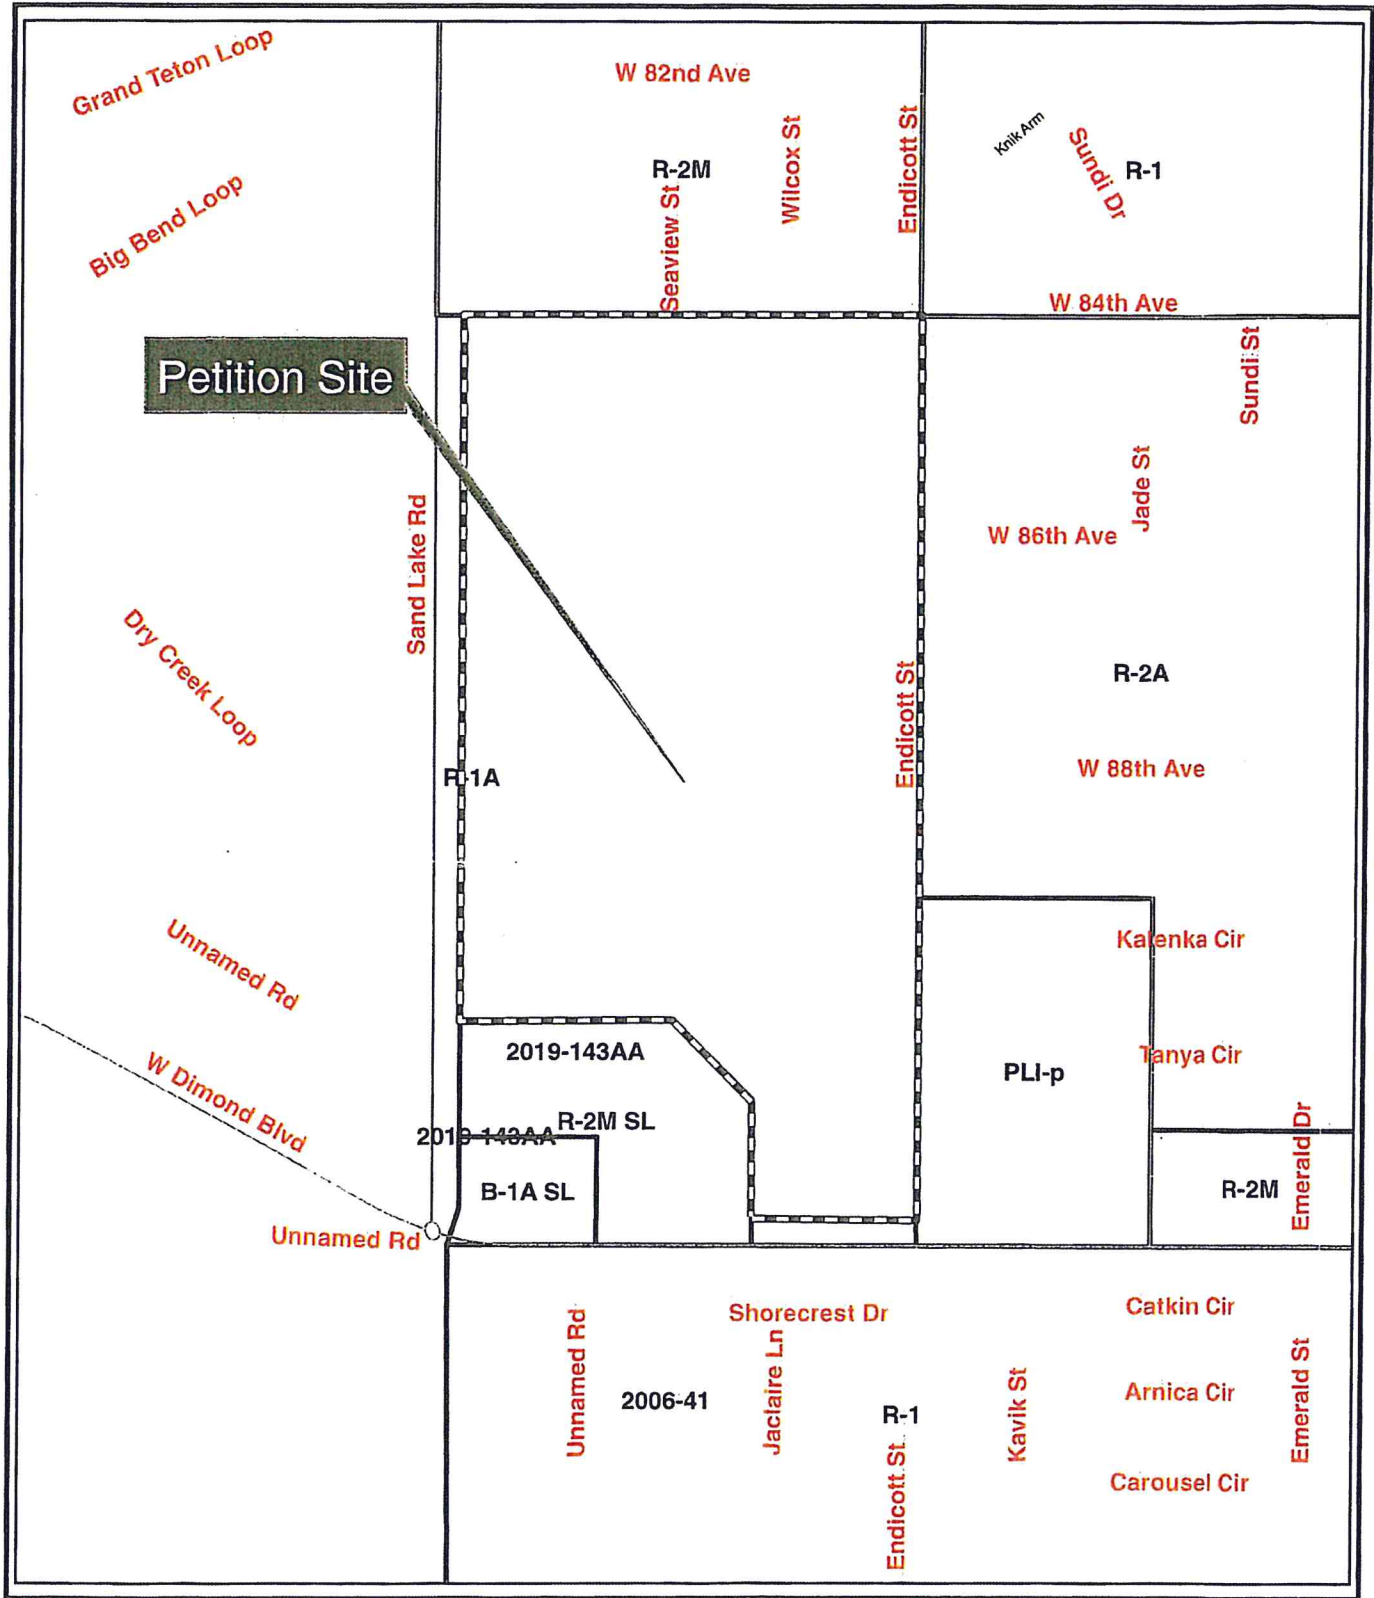 Grand Teton Loop
W 82nd Ave
Knik Arm
Sundi Dr
R-1
R-2M
Wilcox St
Endicott St
Seaview St
Big Bend Loop
W 84th Ave
Petition Site
Sundi St
Jade St
Sand Lake Rd
W 86th Ave
Dry Creek Loop
R-2A
Endicott St
R-1A
W 88th Ave
Unnamed Rd
Katenka Cir
2019-143AA
Tanya Cir
PLI-p
W Dimond Blvd
R-2M SL
2019-143AA
B-1A SL
R-2M
Emerald Dr
Unnamed Rd
Shorecrest Dr
Catkin Cir
Unnamed Rd
2006-41
Jaclaire Ln
R-1
Kavik St
Arnica Cir
Emerald St
Endicott St
Carousel Cir